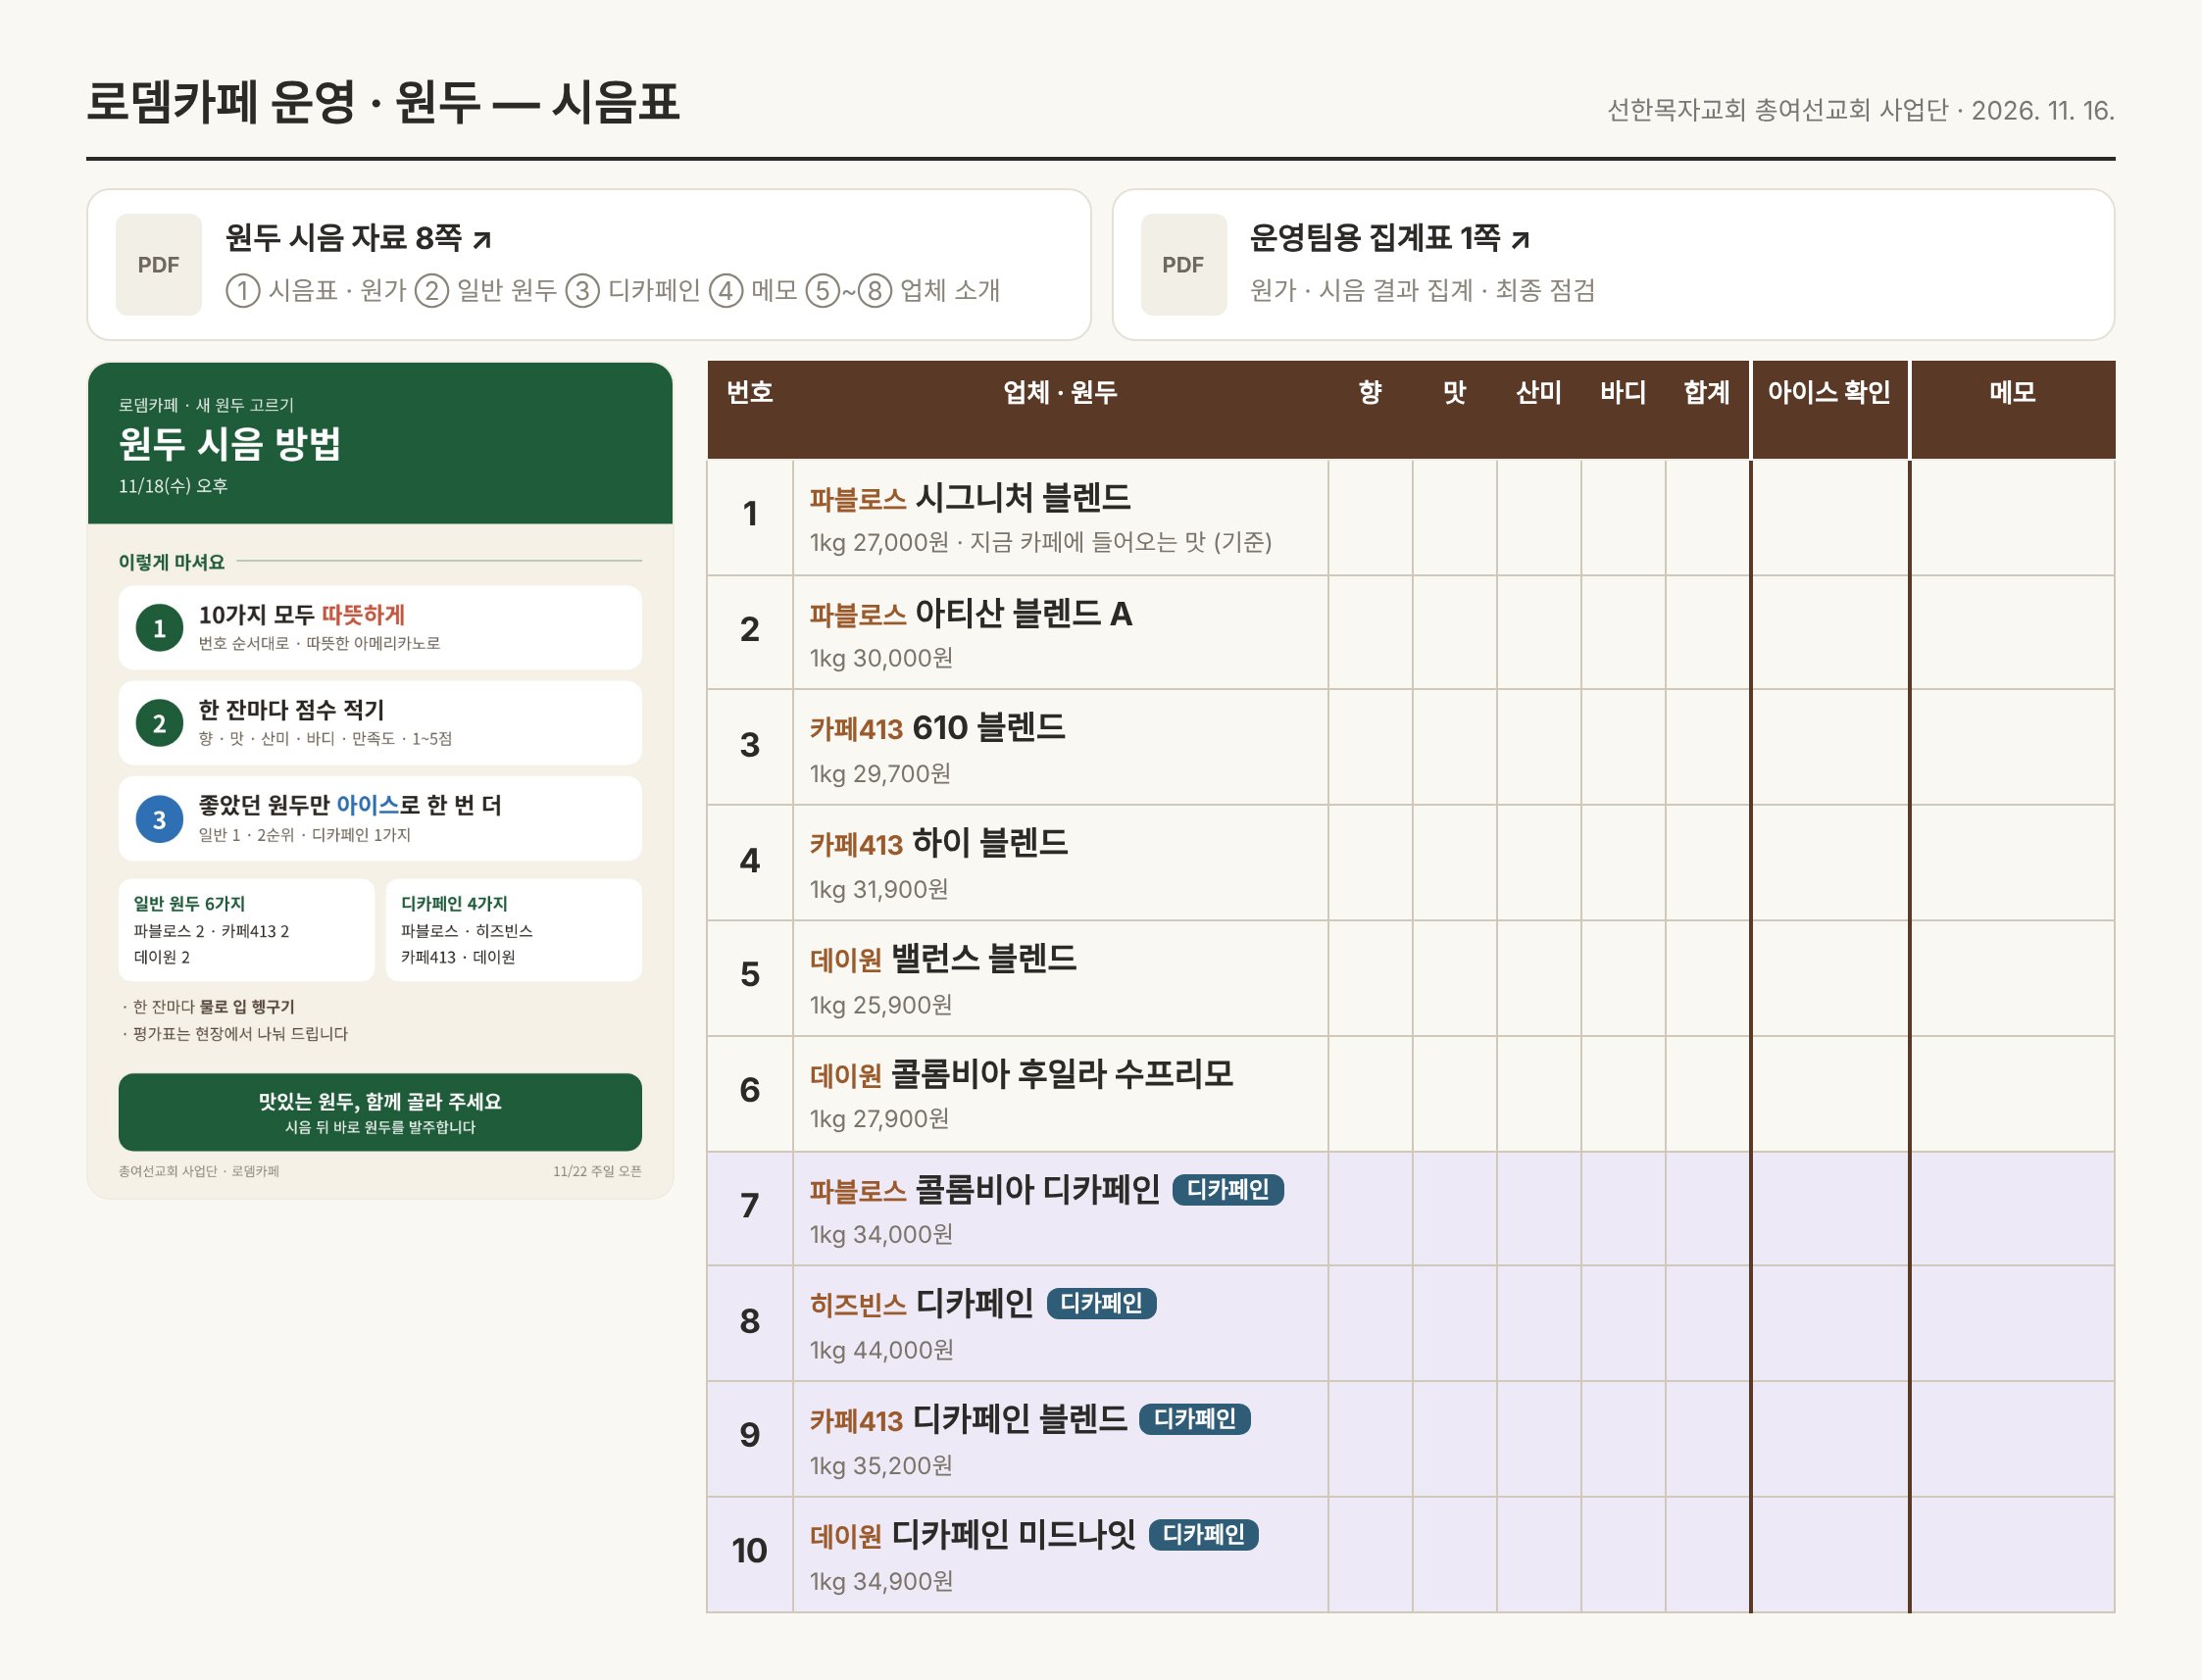 로뎀카페 운영 · 원두 — 시음표
선한목자교회 총여선교회 사업단 · 2026. 11. 16.
PDF
원두 시음 자료 8쪽 ↗
① 시음표 · 원가 ② 일반 원두 ③ 디카페인 ④ 메모 ⑤~⑧ 업체 소개
PDF
운영팀용 집계표 1쪽 ↗
원가 · 시음 결과 집계 · 최종 점검
로뎀카페 · 새 원두 고르기
원두 시음 방법
11/18(수) 오후
이렇게 마셔요
1
10가지 모두 따뜻하게
번호 순서대로 · 따뜻한 아메리카노로
2
한 잔마다 점수 적기
향 · 맛 · 산미 · 바디 · 만족도 · 1~5점
3
좋았던 원두만 아이스로 한 번 더
일반 1 · 2순위 · 디카페인 1가지
일반 원두 6가지
파블로스 2 · 카페413 2
데이원 2
디카페인 4가지
파블로스 · 히즈빈스
카페413 · 데이원
· 한 잔마다 물로 입 헹구기
· 평가표는 현장에서 나눠 드립니다
맛있는 원두, 함께 골라 주세요
시음 뒤 바로 원두를 발주합니다
총여선교회 사업단 · 로뎀카페
11/22 주일 오픈
번호 업체 · 원두 향 맛 산미 바디 합계 아이스 확인 메모
1 파블로스 시그니처 블렌드
1kg 27,000원 · 지금 카페에 들어오는 맛 (기준)
2 파블로스 아티산 블렌드 A
1kg 30,000원
3 카페413 610 블렌드
1kg 29,700원
4 카페413 하이 블렌드
1kg 31,900원
5 데이원 밸런스 블렌드
1kg 25,900원
6 데이원 콜롬비아 후일라 수프리모
1kg 27,900원
7 파블로스 콜롬비아 디카페인 디카페인
1kg 34,000원
8 히즈빈스 디카페인 디카페인
1kg 44,000원
9 카페413 디카페인 블렌드 디카페인
1kg 35,200원
10 데이원 디카페인 미드나잇 디카페인
1kg 34,900원